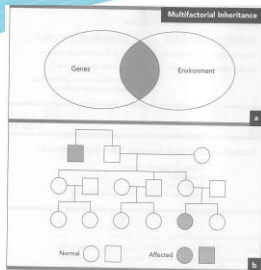 Multifactorial Inheritance
Genes
Environment
a
Normal
Affected
b